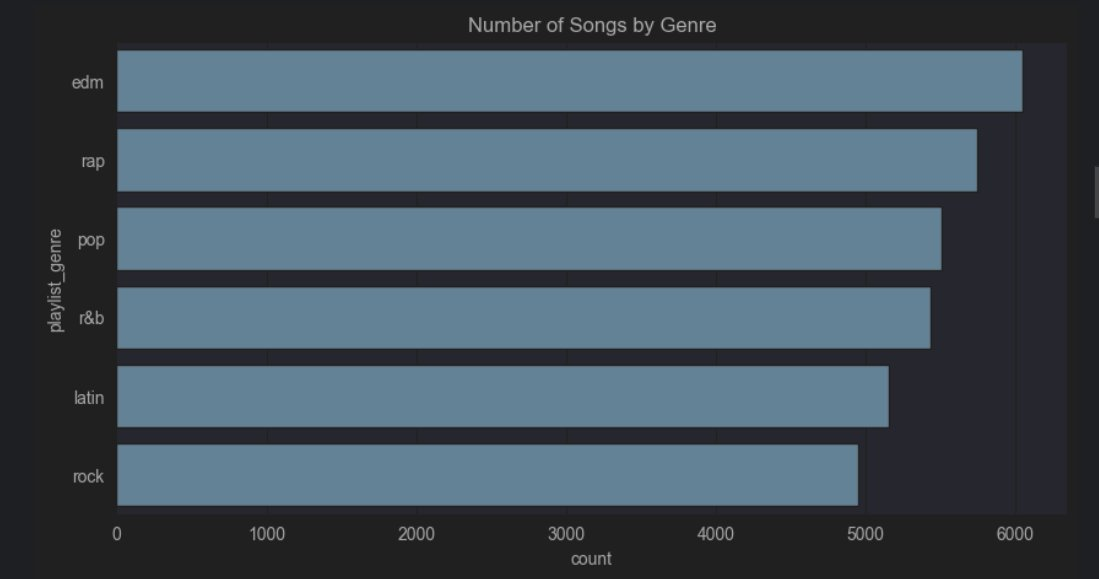 Number of Songs by Genre
edm
rap
pop
r&b
latin
rock
playlist_genre
0 1000 2000 3000 4000 5000 6000
count